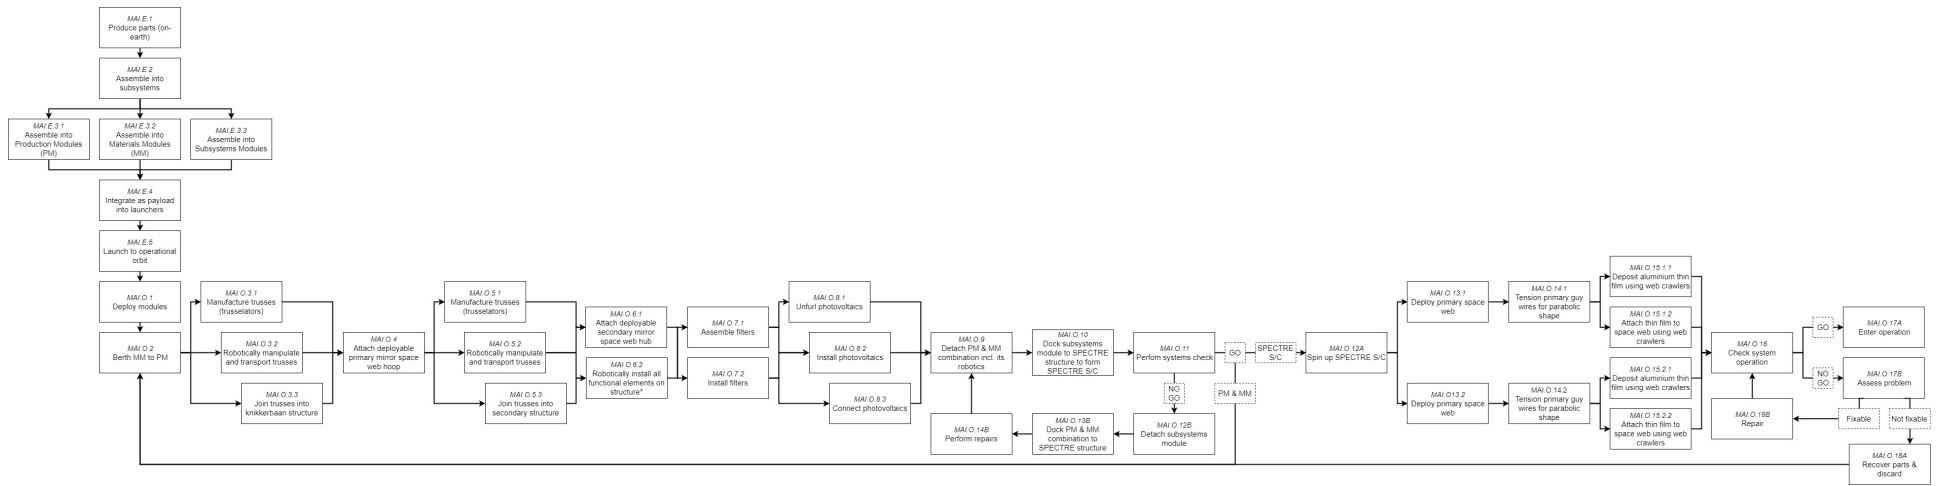 MAI.E.1
Produce parts (on-
earth)
MAI.E.2
Assemble into
subsystems
MAI.E.3.1
Assemble into
Production Modules
(PM)
MAI.E.3.2
Assemble into
Materials Modules
(MM)
MAI.E.3.3
Assemble into
Subsystems Modules
MAI.E.4
Integrate as payload
into launchers
MAI.E.5
Launch to operational
orbit
MAI.O.1
Deploy modules
MAI.O.2
Berth MM to PM
MAI.O.3.1
Manufacture trusses
(trusselators)
MAI.O.3.2
Robotically manipulate
and transport trusses
MAI.O.3.3
Join trusses into
knikkerbaan structure
MAI.O.4
Attach deployable
primary mirror space
web hoop
MAI.O.5.1
Manufacture trusses
(trusselators)
MAI.O.5.2
Robotically manipulate
and transport trusses
MAI.O.5.3
Join trusses into
secondary structure
MAI.O.6.1
Attach deployable
secondary mirror
space web hub
MAI.O.6.2
Robotically install all
functional elements on
structure*
MAI.O.7.1
Assemble filters
MAI.O.7.2
Install filters
MAI.O.8.1
Unfurl photovoltaics
MAI.O.8.2
Install photovoltaics
MAI.O.8.3
Connect photovoltaics
MAI.O.9
Detach PM & MM
combination incl. its
robotics
MAI.O.10
Dock subsystems
module to SPECTRE
structure to form
SPECTRE S/C
MAI.O.11
Perfom systems check
GO
SPECTRE
S/C
PM & MM
NO
GO
MAI.O.12B
Detach subsystems
module
MAI.O.13B
Dock PM & MM
combination to
SPECTRE structure
MAI.O.14B
Perform repairs
MAI.O.12A
Spin up SPECTRE S/C
MAI.O.13.1
Deploy primary space
web
MAI.O13.2
Deploy primary space
web
MAI.O.14.1
Tension primary guy
wires for parabolic
shape
MAI.O.14.2
Tension primary guy
wires for parabolic
shape
MAI.O.15.1.1
Deposit aluminium thin
film using web crawlers
MAI.O.15.1.2
Attach thin film to
space web using web
crawlers
MAI.O.15.2.1
Deposit aluminium thin
film using web crawlers
MAI.O.15.2.2
Attach thin film to
space web using web
crawlers
MAI.O.16
Check system
operation
GO
MAI.O.17A
Enter operation
NO
GO
MAI.O.17B
Assess problem
Fixable
Not fixable
MAI.O.18B
Repair
MAI.O.18A
Recover parts &
discard